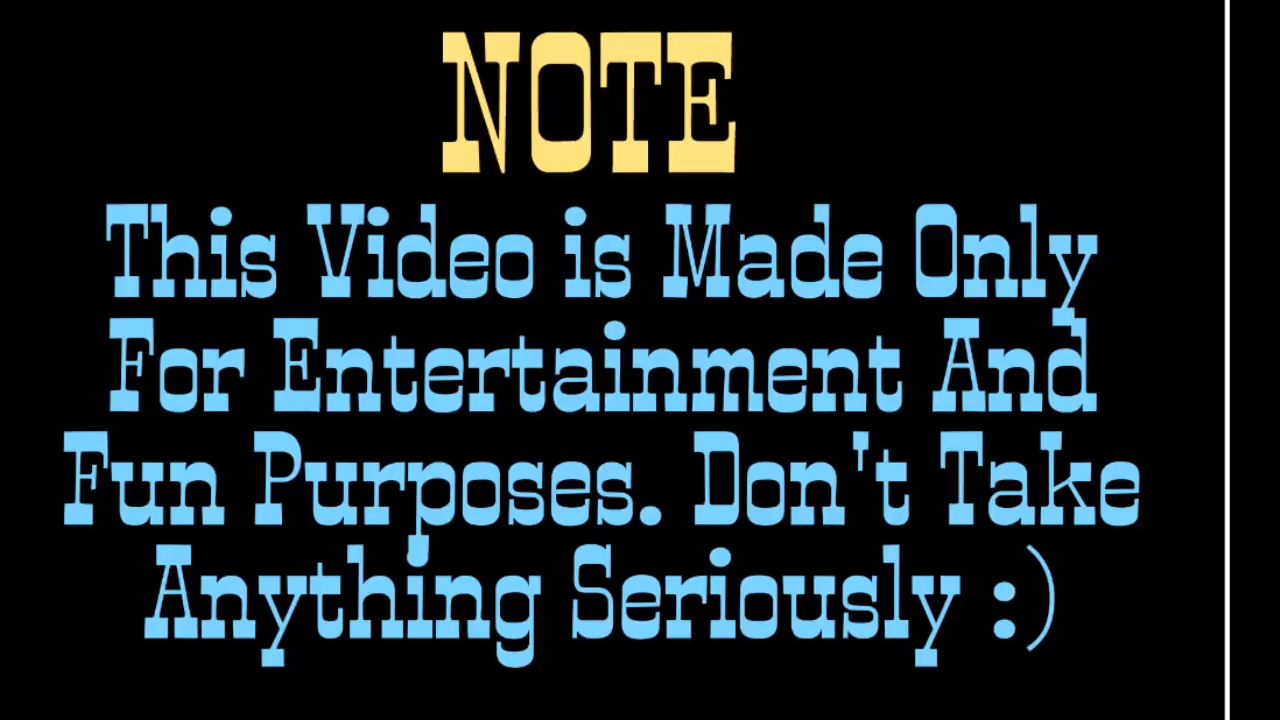 NOTE
This Video is Made Only
For Entertainment And
Fun Purposes. Don't Take
Anything Seriously :)